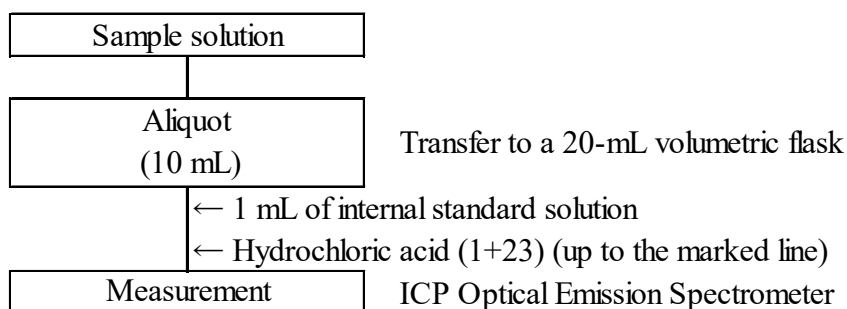 Sample solution
Aliquot
(10 mL)
Transfer to a 20-mL volumetric flask
← 1 mL of internal standard solution
← Hydrochloric acid (1+23) (up to the marked line)
Measurement
ICP Optical Emission Spectrometer